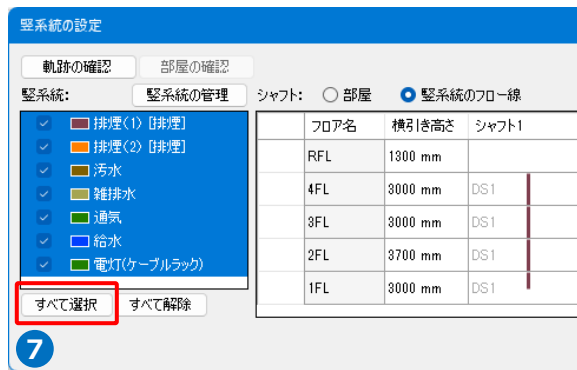 竪系統の設定
軌跡の確認 部屋の確認
竪系統: 竪系統の管理 シャフト: 部屋 竪系統のフロー線
排煙(1) [排煙]
排煙(2) [排煙]
汚水
雑排水
通気
給水
電灯(ケーブルラック)
すべて選択 すべて解除
7
フロア名 横引き高さ シャフト1
RFL 1300 mm
4FL 3000 mm DS1
3FL 3000 mm DS1
2FL 3700 mm DS1
1FL 3000 mm DS1